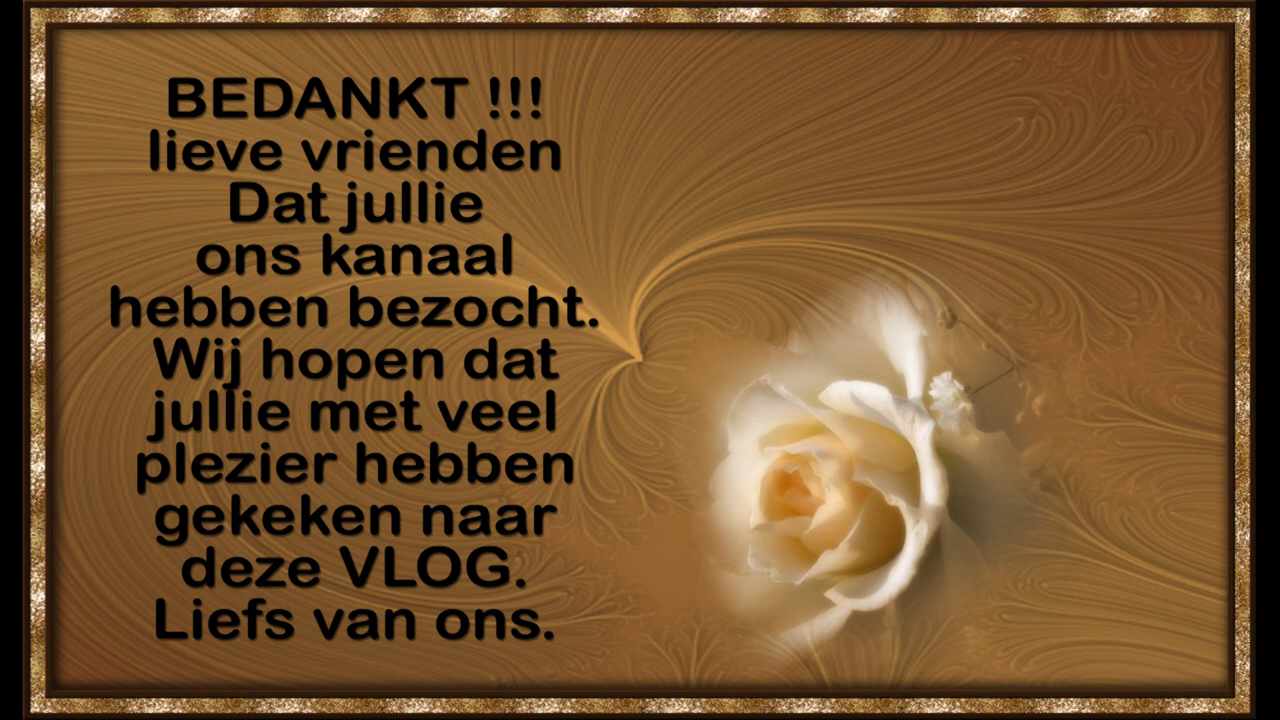 BEDANKT !!!
lieve vrienden
Dat jullie
ons kanaal
hebben bezocht.
Wij hopen dat
jullie met veel
plezier hebben
gekeken naar
deze VLOG.
Liefs van ons.